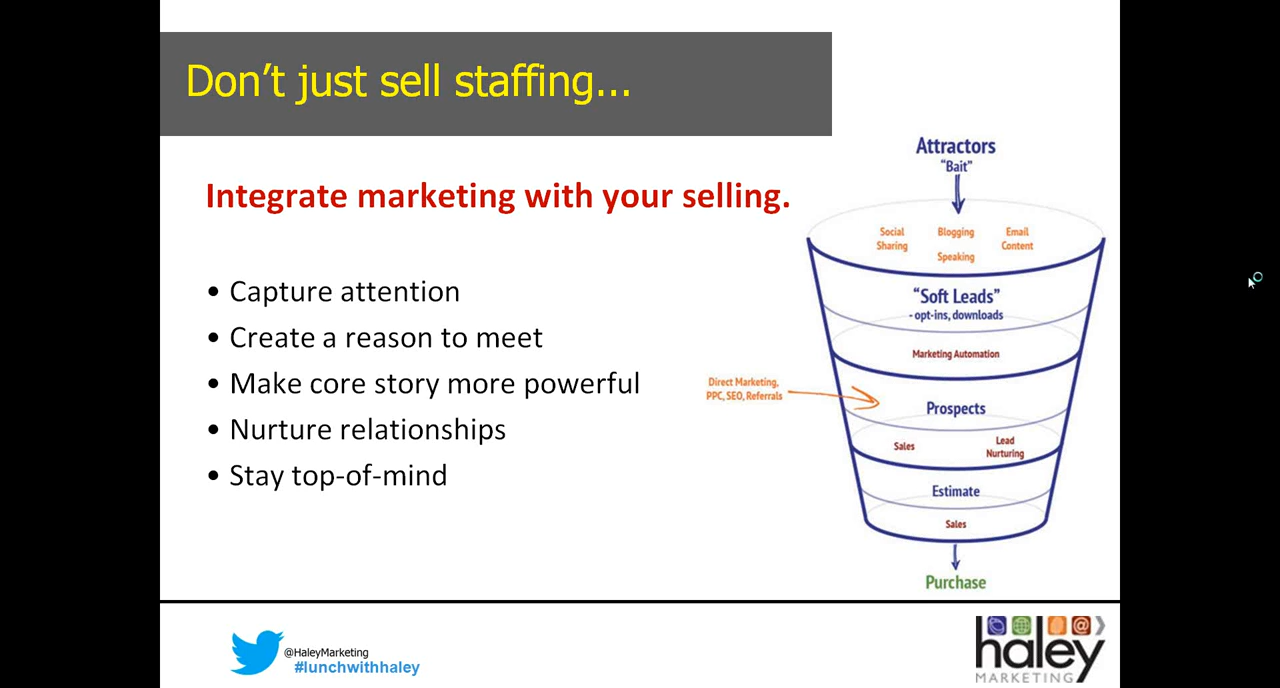 Don't just sell staffing...
Integrate marketing with your selling.
• Capture attention
• Create a reason to meet
• Make core story more powerful
• Nurture relationships
• Stay top-of-mind
Attractors
“Bait”
Social
Sharing
Blogging
Speaking
Email
Content
“Soft Leads”
- opt-ins, downloads
Marketing Automation
Direct Marketing,
PPC, SEO, Referrals
Prospects
Sales
Lead
Nurturing
Estimate
Sales
Purchase
@HaleyMarketing
#lunchwithhaley
haley
MARKETING